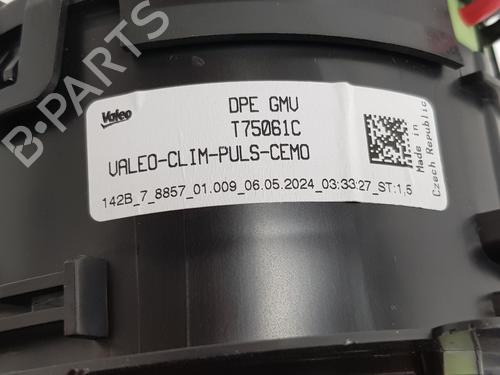 B-PARTS
Valeo
DPE GMV
T75061C
VALEO-CLIM-PULS-CEMO
Made in
Czech Republic
142B_7_8857_01.009_06.05.2024_03:33:27_ST:1,5